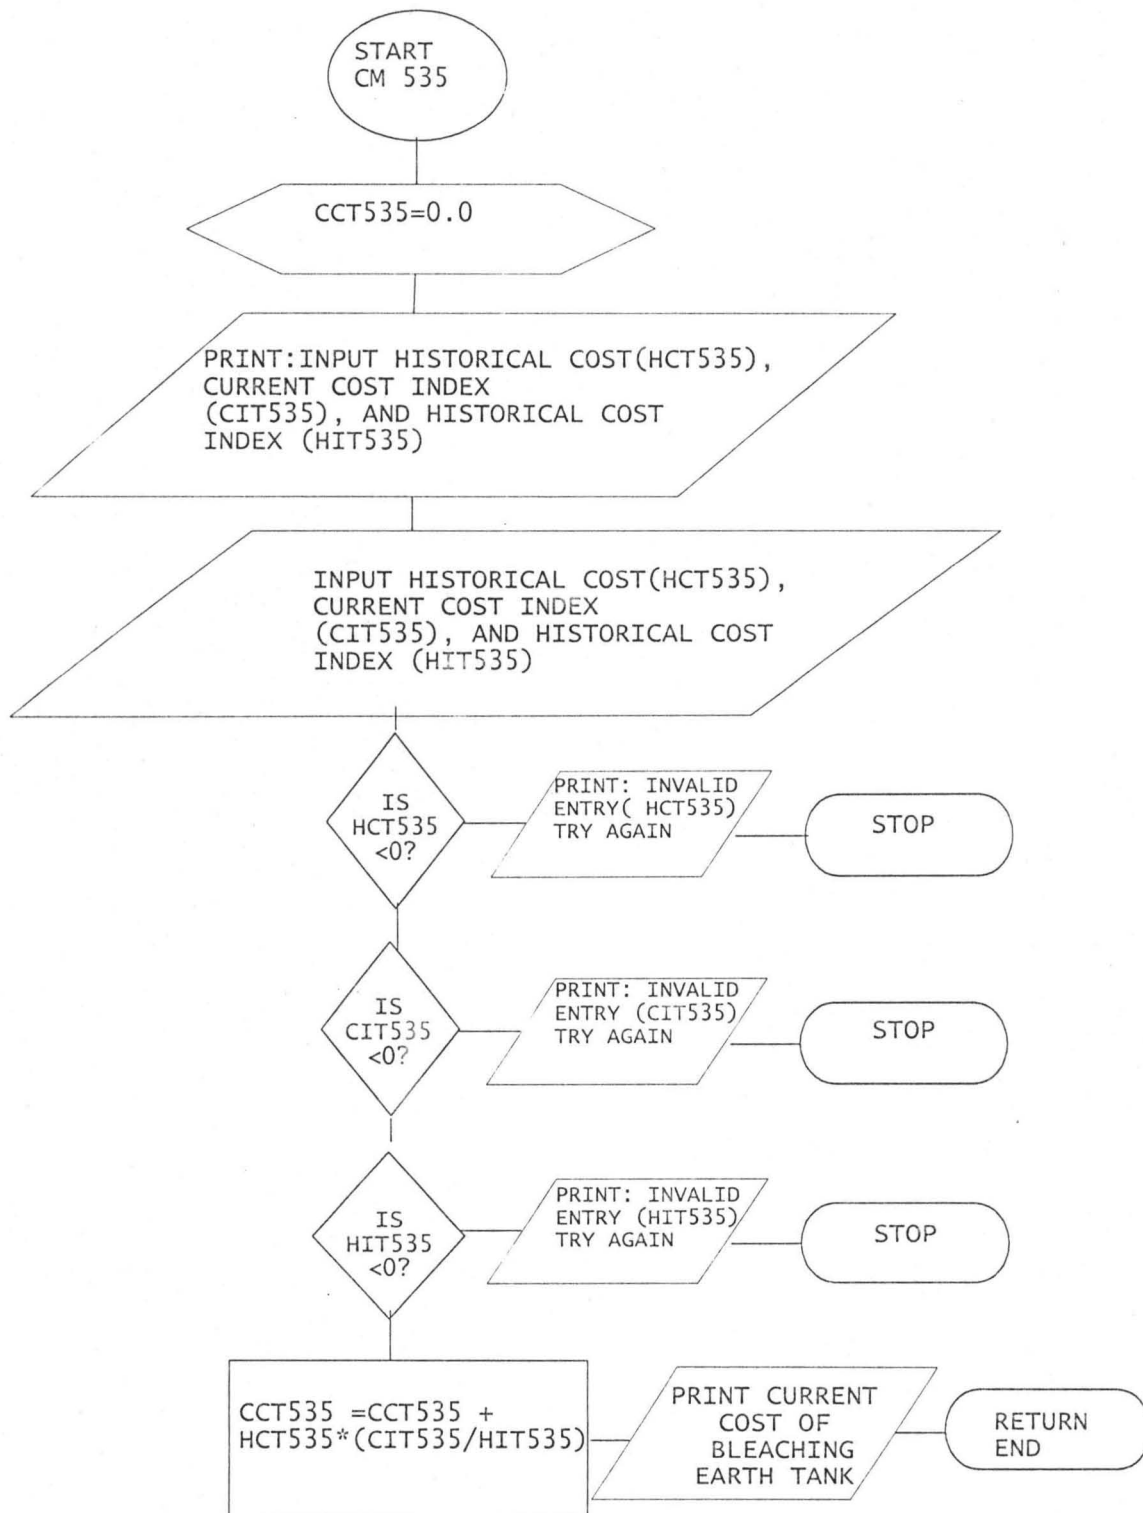 START
CM 535
CCT535=0.0
PRINT:INPUT HISTORICAL COST(HCT535),
CURRENT COST INDEX
(CIT535), AND HISTORICAL COST
INDEX (HIT535)
INPUT HISTORICAL COST(HCT535),
CURRENT COST INDEX
(CIT535), AND HISTORICAL COST
INDEX (HIT535)
IS
HCT535
<0?
PRINT: INVALID
ENTRY( HCT535)
TRY AGAIN
STOP
IS
CIT535
<0?
PRINT: INVALID
ENTRY (CIT535)
TRY AGAIN
STOP
IS
HIT535
<0?
PRINT: INVALID
ENTRY (HIT535)
TRY AGAIN
STOP
CCT535 =CCT535 +
HCT535*(CIT535/HIT535)
PRINT CURRENT
COST OF
BLEACHING
EARTH TANK
RETURN
END